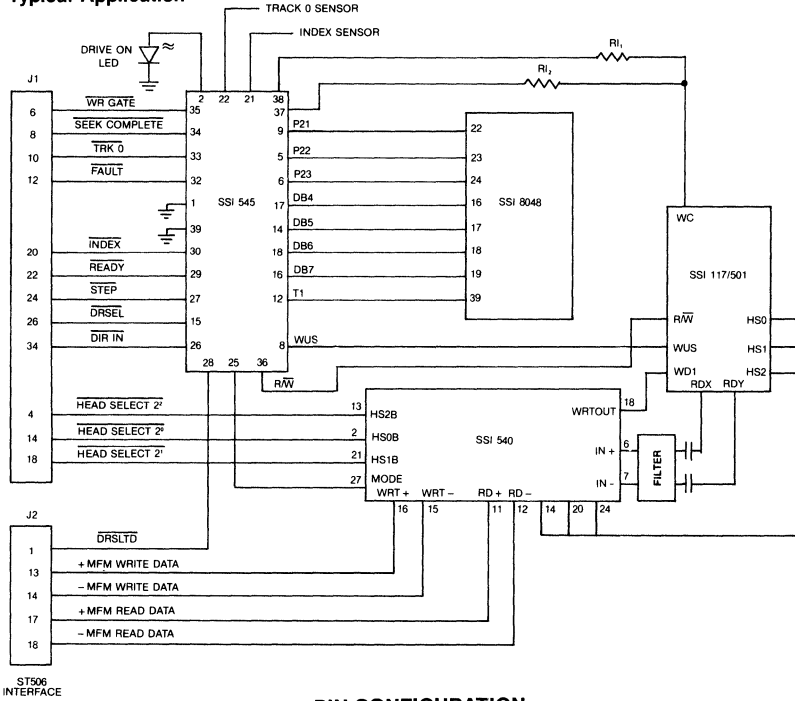 Typical Application
TRACK 0 SENSOR
INDEX SENSOR
DRIVE ON
LED
RI₁
RI₂
J1
2 22 21 38
6 WR GATE 35
37
8 SEEK COMPLETE 34
9 P21 22
10 TRK 0 33
5 P22 23
12 FAULT 32
6 P23 24
1 SSI 545
17 DB4 16 SSI 8048
39
14 DB5 17
20 INDEX 30
18 DB6 18
22 READY 29
16 DB7 19
24 STEP 27
12 T1 39
26 DRSEL 15
34 DIR IN 26
8 WUS
28 25 36
R/W
WC
SSI 117/501
R/W HS0
WUS HS1
WD1 HS2
RDX RDY
4 HEAD SELECT 2² 13 HS2B
14 HEAD SELECT 2⁰ 2 HS0B
18 HEAD SELECT 2¹ 21 HS1B
27 MODE
SSI 540
WRTOUT 18
IN + 6
IN - 7
FILTER
WRT + WRT - RD + RD -
16 15 11 12 14 20 24
J2
1 DRSLTD
13 + MFM WRITE DATA
14 - MFM WRITE DATA
17 + MFM READ DATA
18 - MFM READ DATA
ST506
INTERFACE
PIN CONFIGURATION